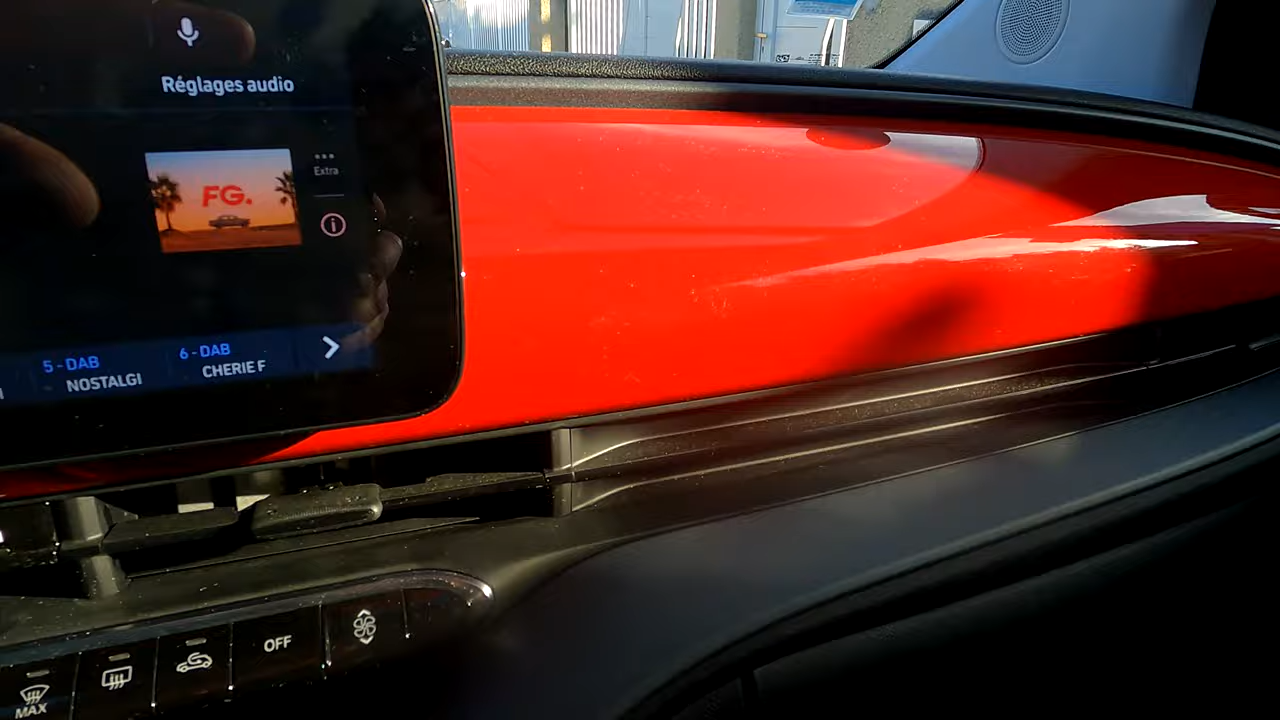 Réglages audio
FG.
Extra
5-DAB
NOSTALGI
6-DAB
CHERIE F
OFF
MAX